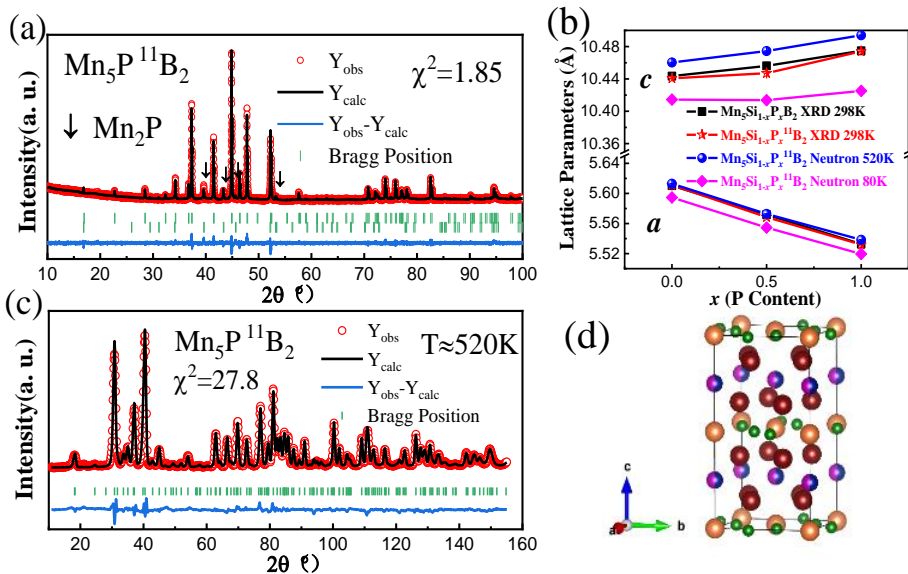 (a)
Mn5P 11B2
↓ Mn2P
Yobs
Ycalc
Yobs-Ycalc
Bragg Position
χ2=1.85
Intensity(a. u.)
10 20 30 40 50 60 70 80 90 100
2θ (°)
(b)
Lattice Parameters (Å)
10.48
10.44
10.40
10.36
5.64
5.60
5.56
5.52
c
Mn5Si1-xPxB2 XRD 298K
Mn5Si1-xPx11B2 XRD 298K
Mn5Si1-xPx11B2 Neutron 520K
Mn5Si1-xPx11B2 Neutron 80K
a
0.0 0.5 1.0
x (P Content)
(c)
Mn5P 11B2
χ2=27.8
Yobs
Ycalc
Yobs-Ycalc
Bragg Position
T≈520K
Intensity(a. u.)
20 40 60 80 100 120 140 160
2θ (°)
(d)
c
a
b